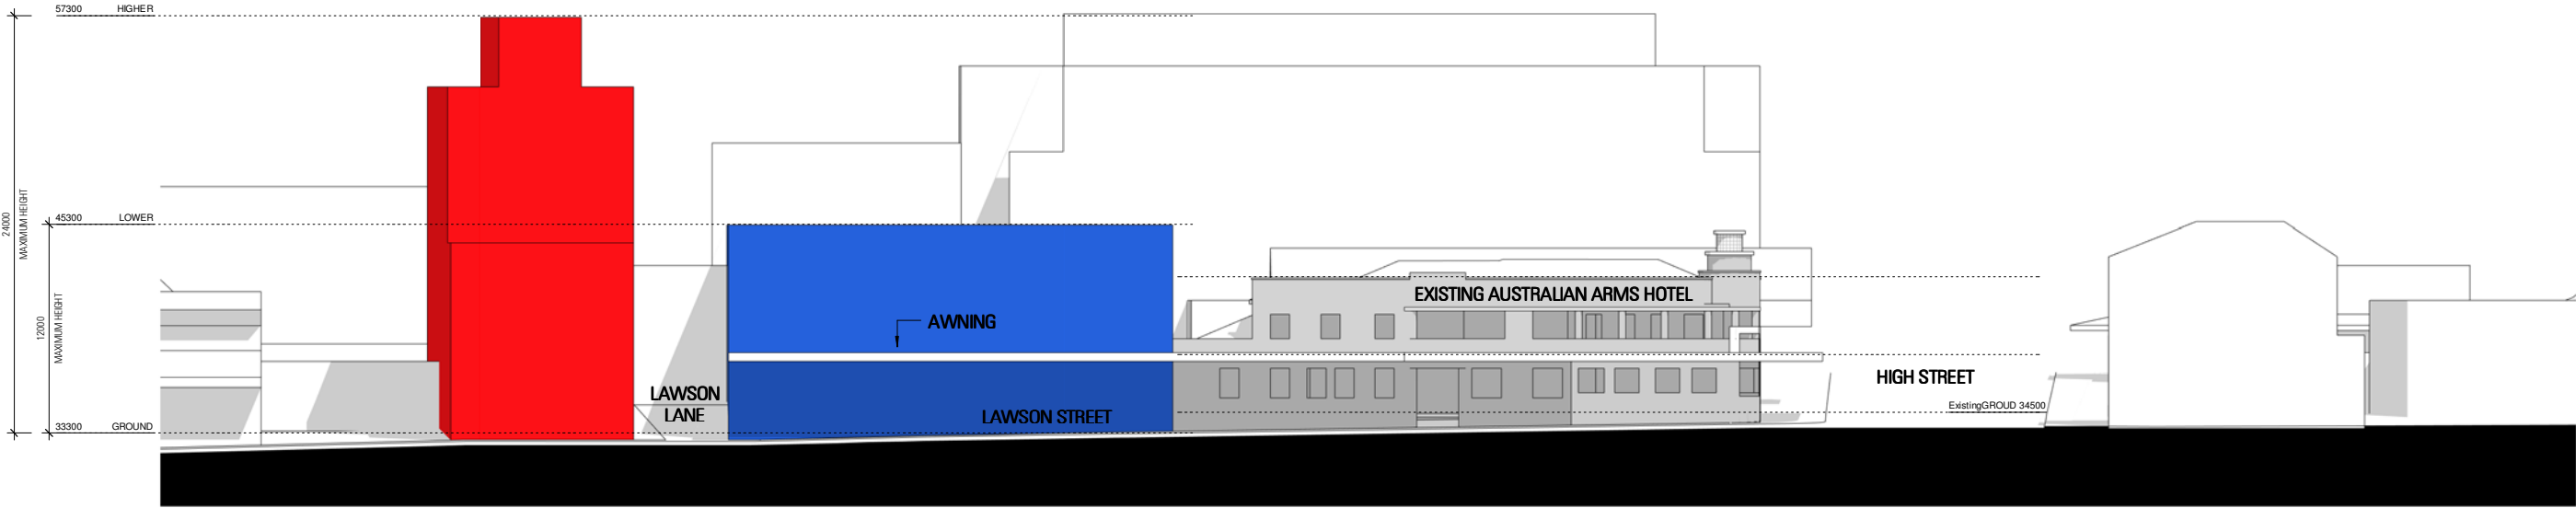 57300 HIGHER
24000
MAXIMUM HEIGHT
45300 LOWER
12000
MAXIMUM HEIGHT
33300 GROUND
LAWSON
LANE
AWNING
LAWSON STREET
EXISTING AUSTRALIAN ARMS HOTEL
HIGH STREET
ExistingGROUD 34500